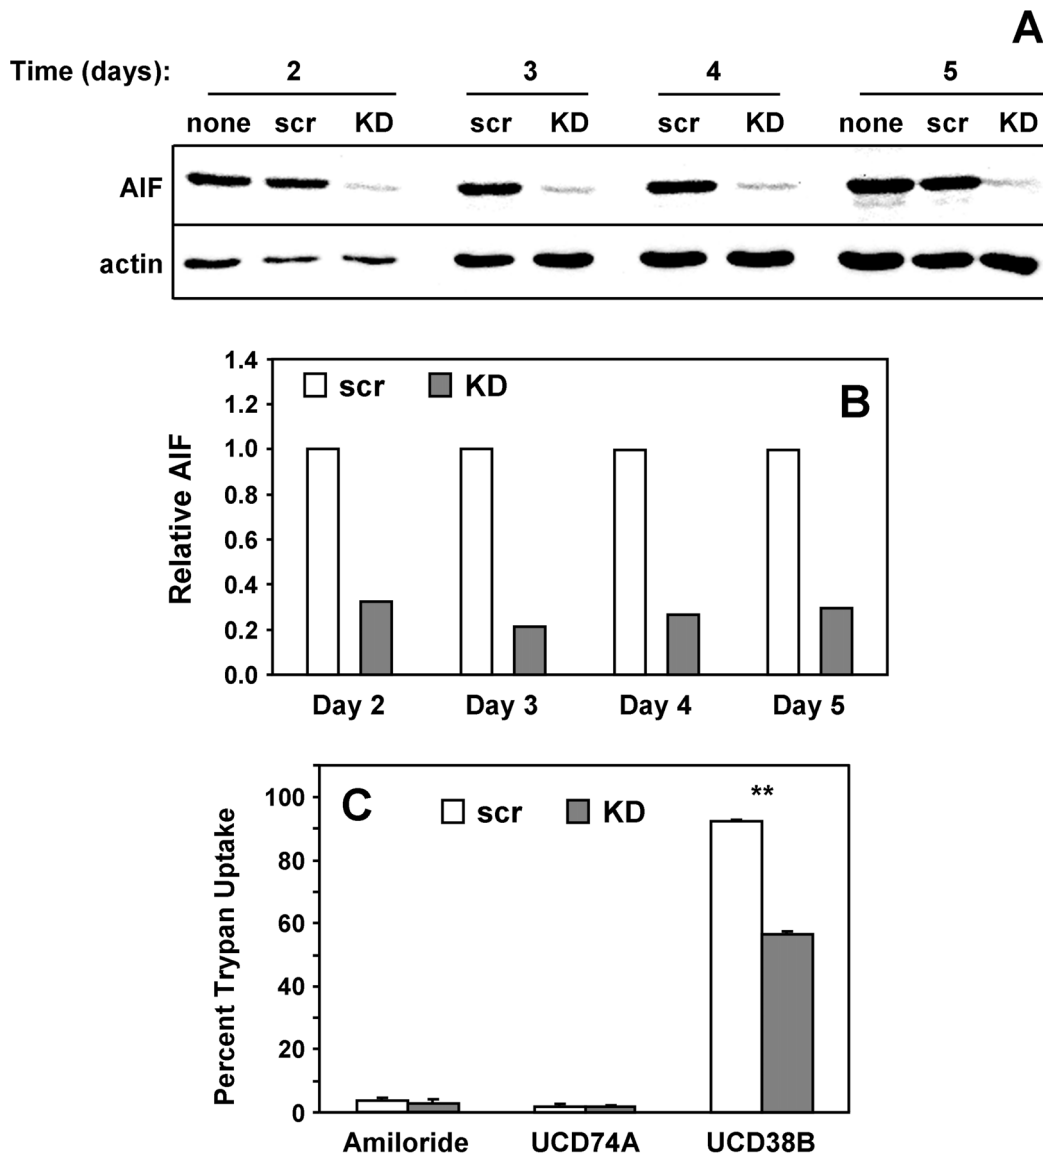 A
Time (days): 2 3 4 5
none scr KD scr KD scr KD none scr KD
AIF
actin
1.4
1.2
1.0
0.8
0.6
0.4
0.2
0.0
Relative AIF
scr KD
B
Day 2 Day 3 Day 4 Day 5
100
80
60
40
20
0
Percent Trypan Uptake
C
scr KD
**
Amiloride UCD74A UCD38B